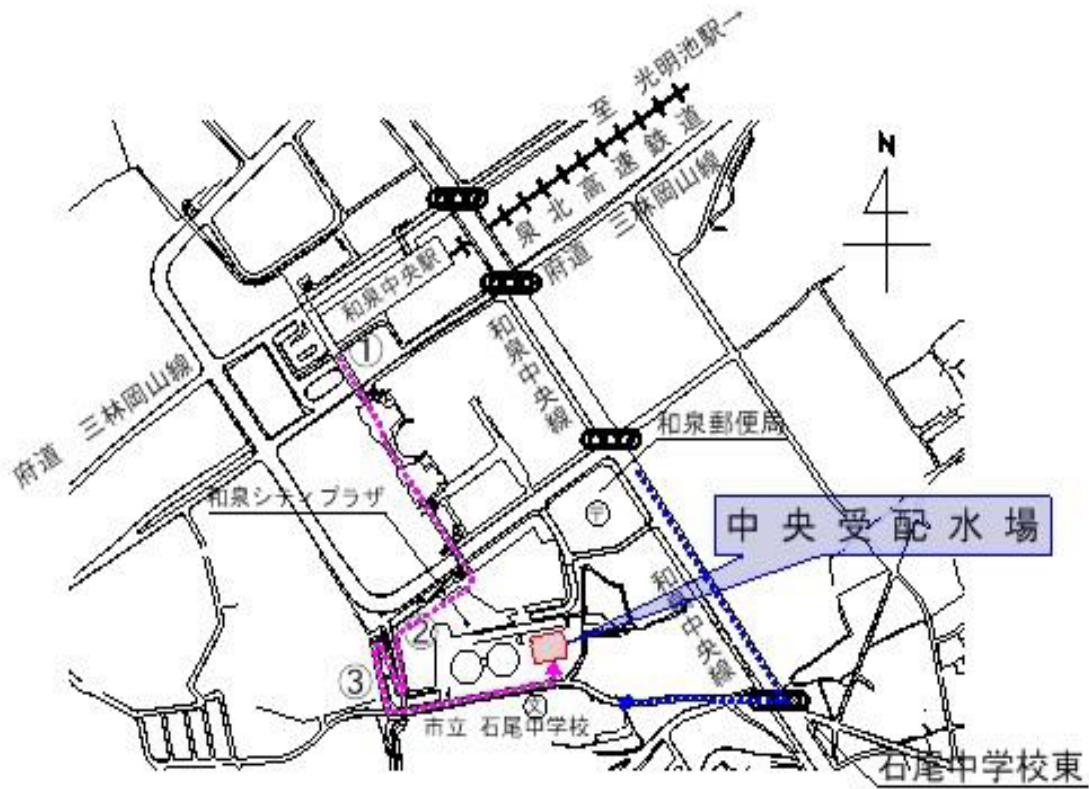 至 光明池駅→
泉北高速鉄道
府道 三林岡山線
N
和泉中央駅
①
和泉中央線
府道 三林岡山線
和泉郵便局
和泉シティプラザ
〒
中央受配水場
和泉中央線
②
③
文
市立 石尾中学校
石尾中学校東